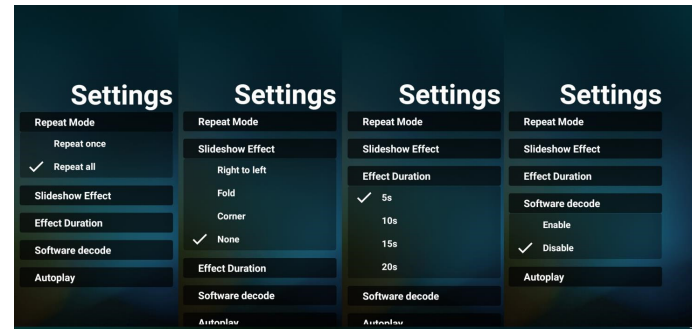 Settings
Repeat Mode
Repeat once
Repeat all
Slideshow Effect
Effect Duration
Software decode
Autoplay
Settings
Repeat Mode
Slideshow Effect
Right to left
Fold
Corner
None
Effect Duration
Software decode
Autoplay
Settings
Repeat Mode
Slideshow Effect
Effect Duration
5s
10s
15s
20s
Software decode
Autoplay
Settings
Repeat Mode
Slideshow Effect
Effect Duration
Software decode
Enable
Disable
Autoplay